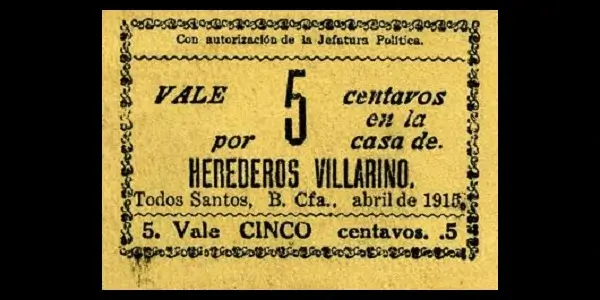 Con autorización de la Jefatura Política.
VALE 5 centavos
en la
por casa de.
HEREDEROS VILLARINO.
Todos Santos, B. Cfa., abril de 1915.
5. Vale CINCO centavos. .5